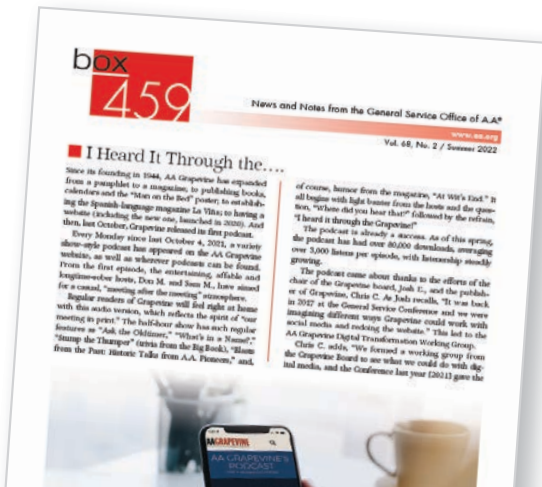 box
459
News and Notes from the General Service Office of A.A.®
www.aa.org
Vol. 68, No. 2 / Summer 2022
I Heard It Through the….
Since its founding in 1944, AA Grapevine has expanded
from a pamphlet to a magazine, to publishing books,
calendars and the “Man on the Bed” poster; to establish-
ing the Spanish-language magazine La Viña; to having a
website (including the new one, launched in 2020). And
then, last October, Grapevine released its first podcast.
Every Monday since last October 4, 2021, a variety
show-style podcast has appeared on the AA Grapevine
website, as well as wherever podcasts can be found.
From the first episode, the entertaining, affable and
longtime-sober hosts, Don M. and Sam M., have aimed
for a casual, “meeting after the meeting” atmosphere.
Regular readers of Grapevine will feel right at home
with this audio version, which reflects the spirit of “our
meeting in print.” The half-hour show has such regular
features as “Ask the Oldtimer,” “What’s in a Name?,”
“Stump the Thumper” (trivia from the Big Book), “Blasts
from the Past: Historic Talks from A.A. Pioneers,” and,
of course, humor from the magazine, “At Wit’s End.” It
all begins with light banter from the hosts and the ques-
tion, “Where did you hear that?” followed by the refrain,
“I heard it through the Grapevine!”
The podcast is already a success. As of this spring,
the podcast has had over 80,000 downloads, averaging
over 3,000 listens per episode, with listenership steadily
growing.
The podcast came about thanks to the efforts of the
chair of the Grapevine board, Josh E., and the publish-
er of Grapevine, Chris C. As Josh recalls, “It was back
in 2017 at the General Service Conference and we were
imagining different ways Grapevine could work with
social media and redoing the website.” This led to the
AA Grapevine Digital Transformation Working Group.
Chris C. adds, “We formed a working group from
the Grapevine Board to see what we could do with dig-
ital media, and the Conference last year [2021] gave the
AAGRAPEVINE
AA GRAPEVINE'S
PODCAST